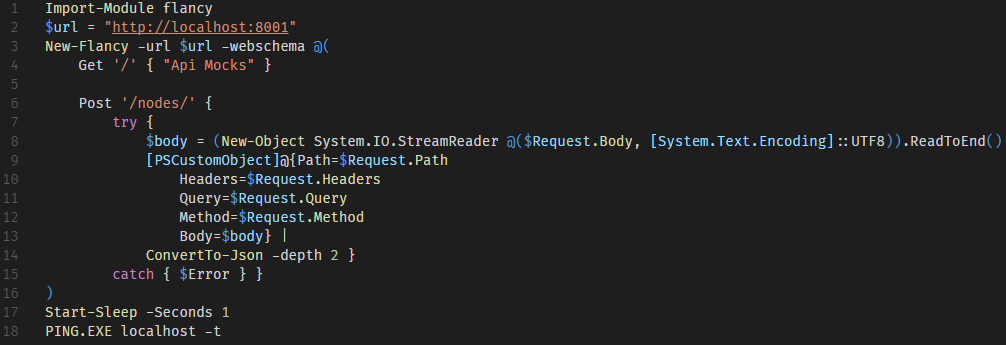 1 Import-Module flancy
2 $url = "http://localhost:8001"
3 New-Flancy -url $url -webschema @(
4 Get '/' { "Api Mocks" }
5
6 Post '/nodes/' {
7 try {
8 $body = (New-Object System.IO.StreamReader @($Request.Body, [System.Text.Encoding]::UTF8)).ReadToEnd()
9 [PSCustomObject]@{Path=$Request.Path
10 Headers=$Request.Headers
11 Query=$Request.Query
12 Method=$Request.Method
13 Body=$body} |
14 ConvertTo-Json -depth 2 }
15 catch { $Error } }
16 )
17 Start-Sleep -Seconds 1
18 PING.EXE localhost -t